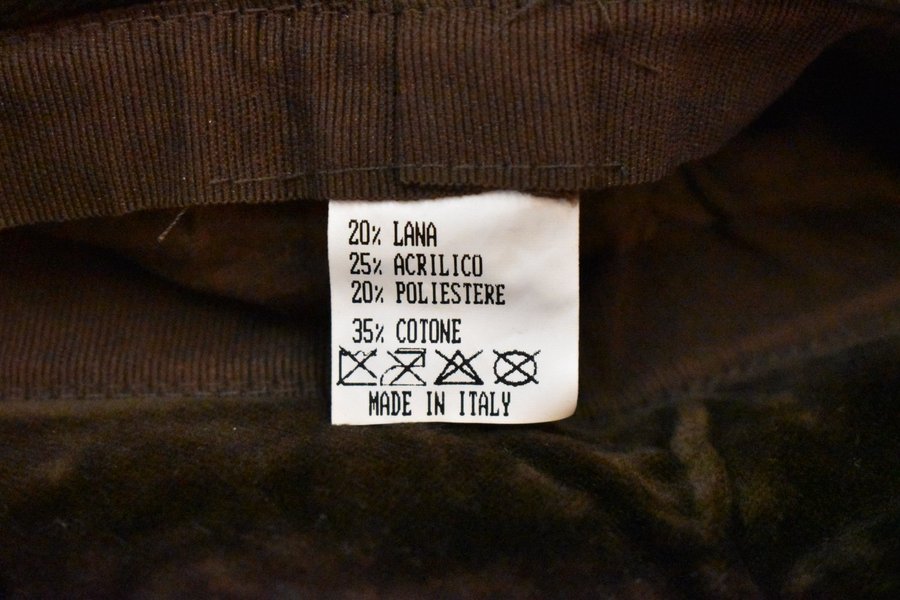 20% LANA
25% ACRILICO
20% POLIESTERE
35% COTONE
MADE IN ITALY